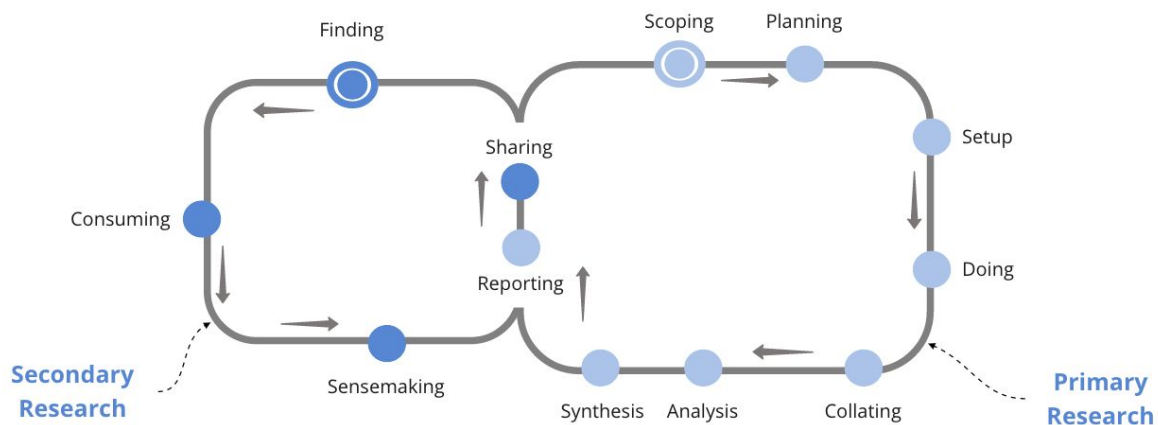 Finding
Scoping
Planning
Sharing
Setup
Consuming
Doing
Reporting
Sensemaking
Secondary
Research
Synthesis
Analysis
Collating
Primary
Research